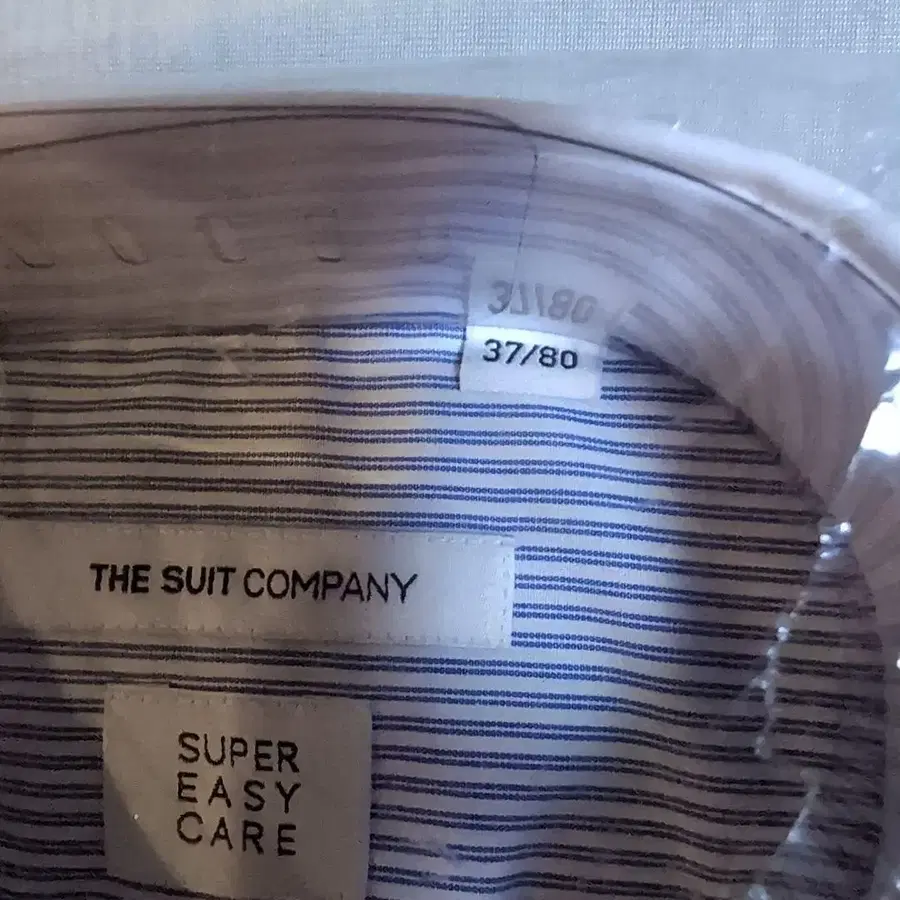 37/80
37/80
THE SUIT COMPANY
SUPER
EASY
CARE